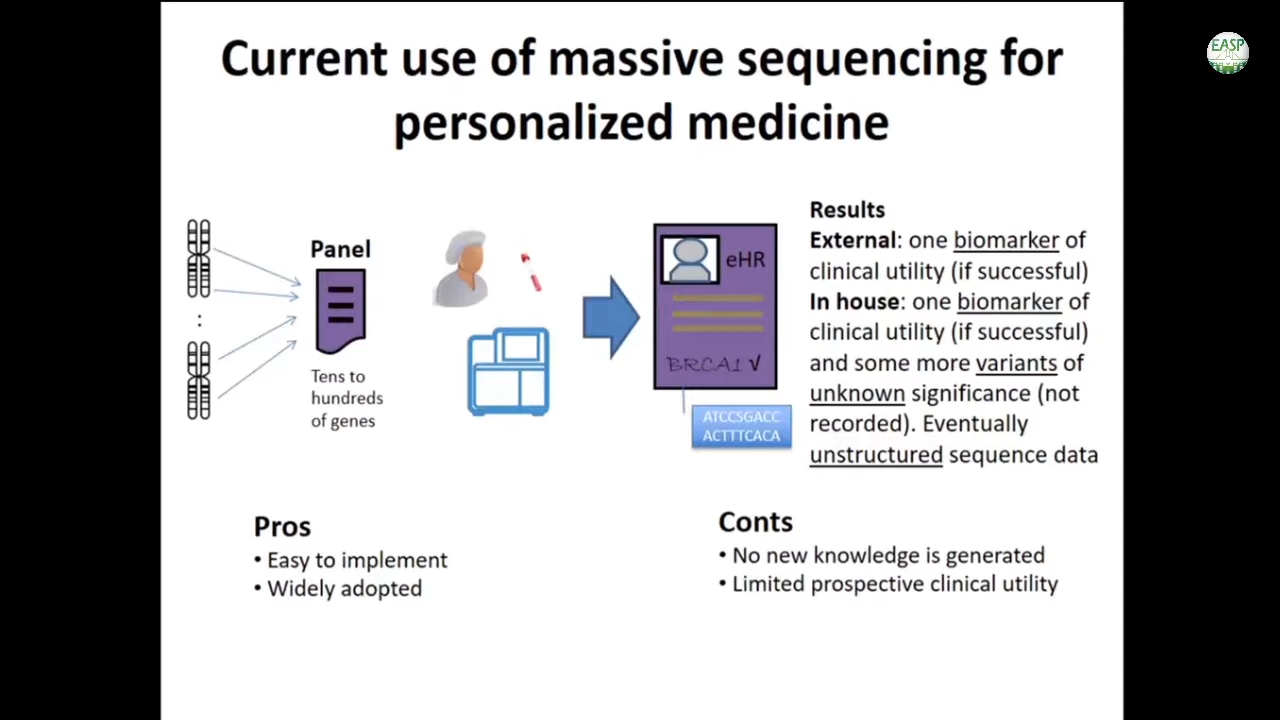 Current use of massive sequencing for
personalized medicine
EASP
Panel
Tens to
hundreds
of genes
eHR
BRCA1 √
ATCCSGACC
ACTTTCACA
Results
External: one biomarker of
clinical utility (if successful)
In house: one biomarker of
clinical utility (if successful)
and some more variants of
unknown significance (not
recorded). Eventually
unstructured sequence data
Pros
• Easy to implement
• Widely adopted
Conts
• No new knowledge is generated
• Limited prospective clinical utility